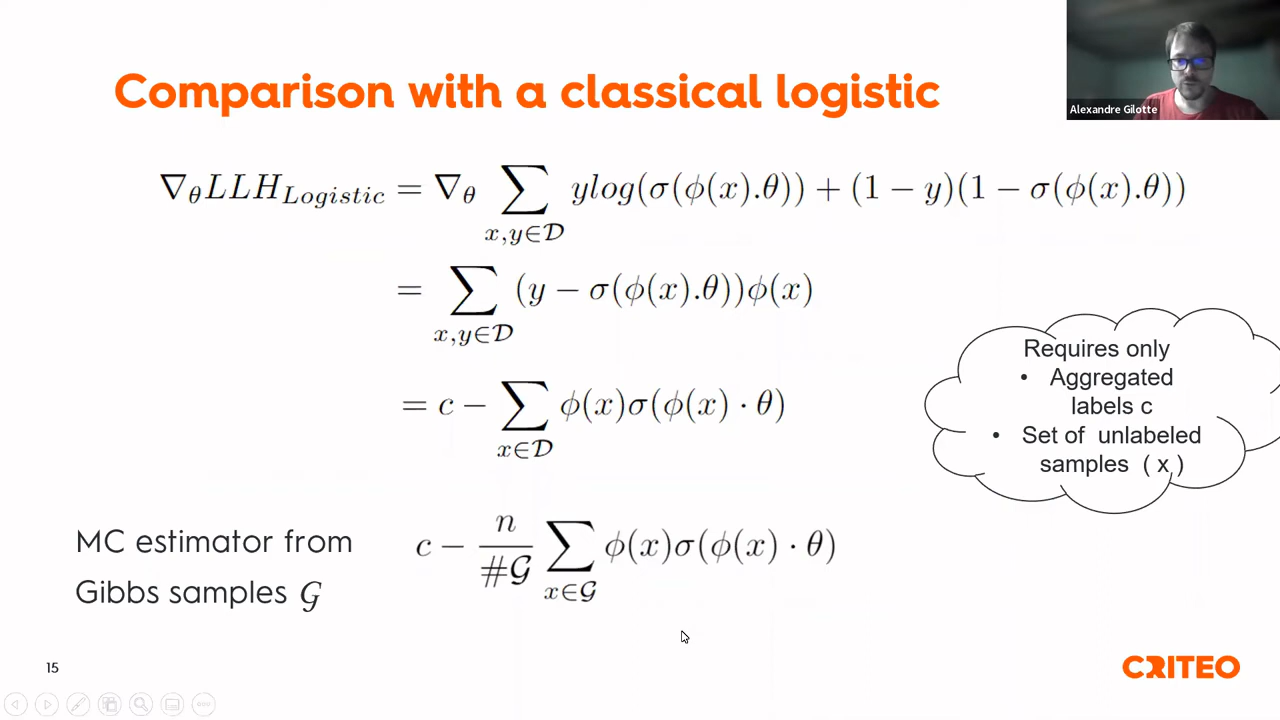 Comparison with a classical logistic
Alexandre Gilotte
∇θLLH_Logistic = ∇θ ∑_{x,y∈𝒟} ylog(σ(ϕ(x).θ)) + (1 − y)(1 − σ(ϕ(x).θ))
= ∑_{x,y∈𝒟} (y − σ(ϕ(x).θ))ϕ(x)
= c − ∑_{x∈𝒟} ϕ(x)σ(ϕ(x) · θ)
Requires only
• Aggregated
labels c
• Set of unlabeled
samples ( x )
MC estimator from
Gibbs samples 𝒢
c − n/#𝒢 ∑_{x∈𝒢} ϕ(x)σ(ϕ(x) · θ)
15
CRITEO